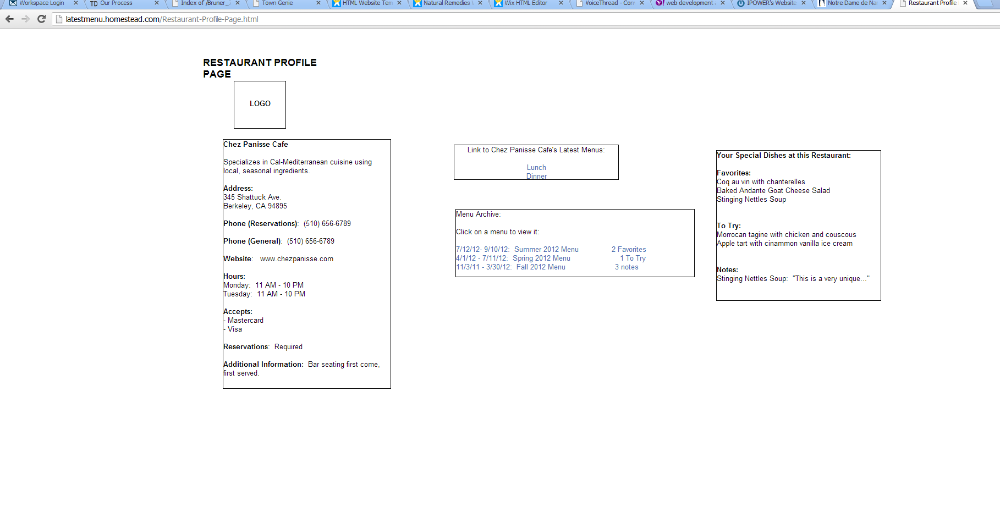 Workspace Login
TD Our Process
Index of /Bruner_
Town Genie
HTML Website Tem
Natural Remedies
Wix HTML Editor
VoiceThread - Con
Y! web development
IPOWER's Website
Notre Dame de Na
Restaurant Profile
latestmenu.homestead.com/Restaurant-Profile-Page.html
RESTAURANT PROFILE
PAGE
LOGO
Chez Panisse Cafe
Specializes in Cal-Mediterranean cuisine using
local, seasonal ingredients.
Address:
345 Shattuck Ave.
Berkeley, CA 94895
Phone (Reservations):  (510) 656-6789
Phone (General):  (510) 656-6789
Website:   www.chezpanisse.com
Hours:
Monday:  11 AM - 10 PM
Tuesday:  11 AM - 10 PM
Accepts:
- Mastercard
- Visa
Reservations:  Required
Additional Information:  Bar seating first come,
first served.
Link to Chez Panisse Cafe's Latest Menus:
Lunch
Dinner
Menu Archive:
Click on a menu to view it:
7/12/12- 9/10/12:  Summer 2012 Menu 2 Favorites
4/1/12 - 7/11/12:  Spring 2012 Menu 1 To Try
11/3/11 - 3/30/12:  Fall 2012 Menu 3 notes
Your Special Dishes at this Restaurant:
Favorites:
Coq au vin with chanterelles
Baked Andante Goat Cheese Salad
Stinging Nettles Soup
To Try:
Morrocan tagine with chicken and couscous
Apple tart with cinammon vanilla ice cream
Notes:
Stinging Nettles Soup:  "This is a very unique..."